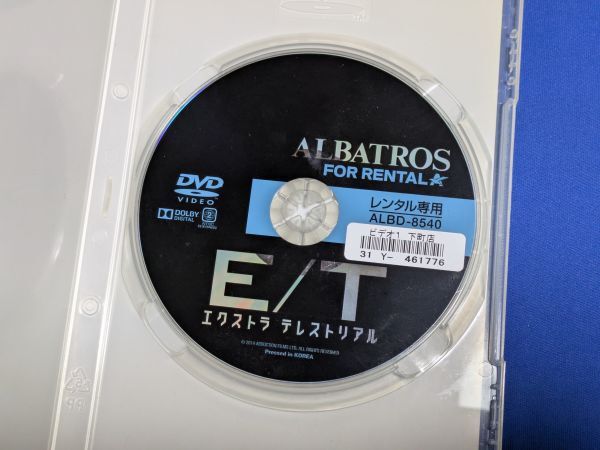 ALBATROS
FOR RENTAL
DVD
VIDEO
レンタル専用
ALBD-8540
DOLBY
DIGITAL
2
ビデオ1 下町店
31 Y- 461776
E/T
エクストラ テレストリアル
Pressed in KOREA
PP